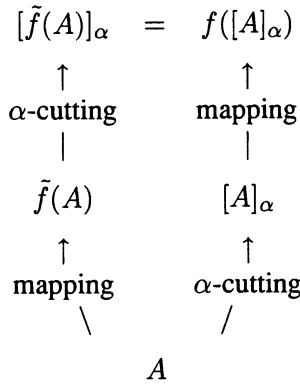 [f̃(A)]α = f([A]α)
↑ ↑
α-cutting mapping
| |
f̃(A) [A]α
↑ ↑
mapping α-cutting
\ /
A